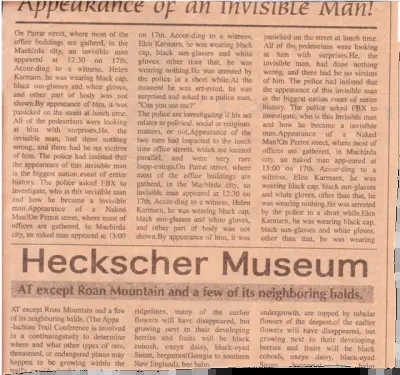 Appearance of an Invisible Man!
On Parrat street, where most of the
office buildings are gathered, in the
Machirda city, an invisible man
appeared at 12:30 on 17th.
Accor-ding to a witness, Helen
Karmarn, he was wearing black cap,
black sun-glasses and white gloves,
and other part of body was not
shown.By appearance of him, it was
panicked on the street at lunch time.
All of the pedestrians were looking
at him with surprises.He, the
invisible man, had done nothing
wrong, and there had be no victims
of him. The police had insisted that
the appearance of this invisible man
is the biggest nation event of entire
history. The police asked FBX to
investigate, who is this invisible man
and how he became a invisible
man.Appearance of a Naked
Man!On Perrot street, where most of
offices are gathered, in Machirda
city, an naked man app-eared at 13:00
on 17th. Accor-ding to a witness,
Elen Karmarn, he was wearing black
cap, black sun-glasses and white
gloves, other than that, he was
wearing nothing.He was arrested by
the police in a short while.At the
moment he was arr-ested, he was
surprised and asked to a police man,
"Can you see me?"
The police are investigating if his act
relates to political, social or religious
matters, or not.Appearance of the
two men had impacted to the lunch
time office streets, which are located
parallel, and were very rare
happ-enings.On Parrat street, where
most of the office buildings are
gathered, in the Machirda city, an
invisible man appeared at 12:30 on
17th. Accor-ding to a witness, Helen
Karmarn, he was wearing black cap,
black sun-glasses and white gloves,
and other part of body was not
shown.By appearance of him, it was
panicked on the street at lunch time.
All of the pedestrians were looking
at him with surprises.He, the
invisible man, had done nothing
wrong, and there had be no victims
of him. The police had insisted that
the appearance of this invisible man
is the biggest nation event of entire
history. The police asked FBX to
investigate, who is this invisible man
and how he became a invisible
man.Appearance of a Naked
Man!On Perrot street, where most of
offices are gathered, in Machirda
city, an naked man app-eared at
13:00 on 17th. Accor-ding to a
witness, Elen Karmarn, he was
wearing black cap, black sun-glasses
and white gloves, other than that, he
was wearing nothing.He was arrested
by the police in a short while.
Karmarn, he was wearing black cap,
black sun-glasses and white gloves,
other than that, he was wearing
Heckscher Museum
AT except Roan Mountain and a few of its neighboring balds.
AT except Roan Mountain and a few
of its neighboring balds. (The Appa
-lachian Trail Conference is involved
in a continuingstudy to determine
where and what other types of rare,
threatened, or endangered plants may
happen to be growing within the
ridgelines, many of the earlier
flowers will have disappeared, but
growing next to their developing
berries and fruits will be black
cohosh, oxeye daisy, black-eyed
Susan, bergamot(Georgia to southern
New England), bee balm
undergrowth, are topped by tubular
flowers of the deepest,of the earlier
flowers will have disappeared, but
growing next to their developing
berries and fruits will be black
cohosh, oxeye daisy, black-eyed
Susan balm